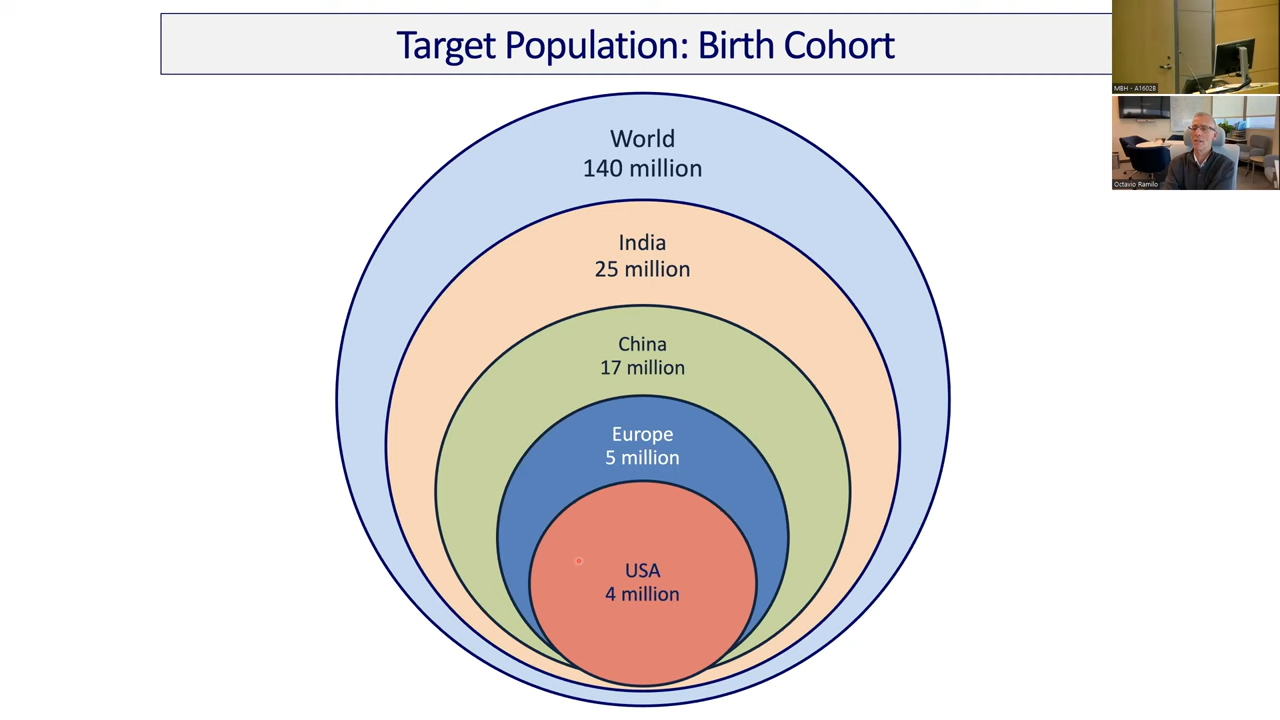 Target Population: Birth Cohort
World
140 million
India
25 million
China
17 million
Europe
5 million
USA
4 million
MBH - A16028
Octavio Ramilo